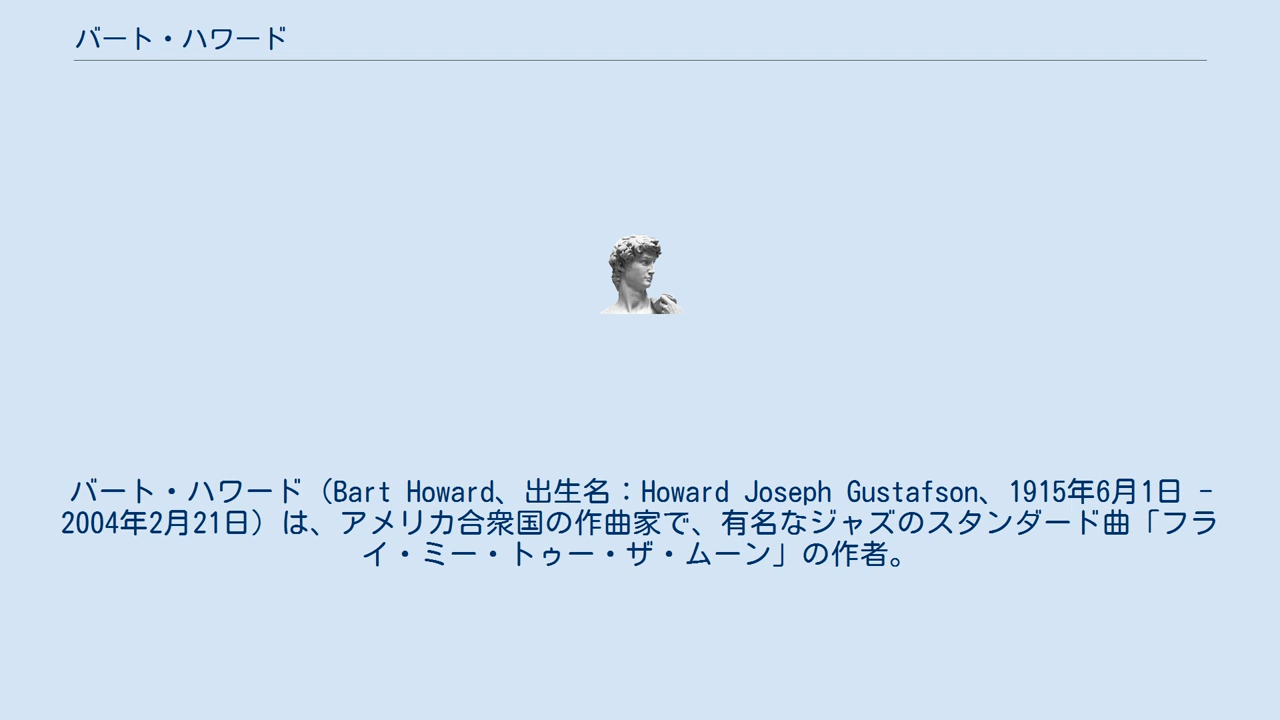 バート・ハワード
バート・ハワード（Bart Howard、出生名：Howard Joseph Gustafson、1915年6月1日 -
2004年2月21日）は、アメリカ合衆国の作曲家で、有名なジャズのスタンダード曲「フラ
イ・ミー・トゥー・ザ・ムーン」の作者。